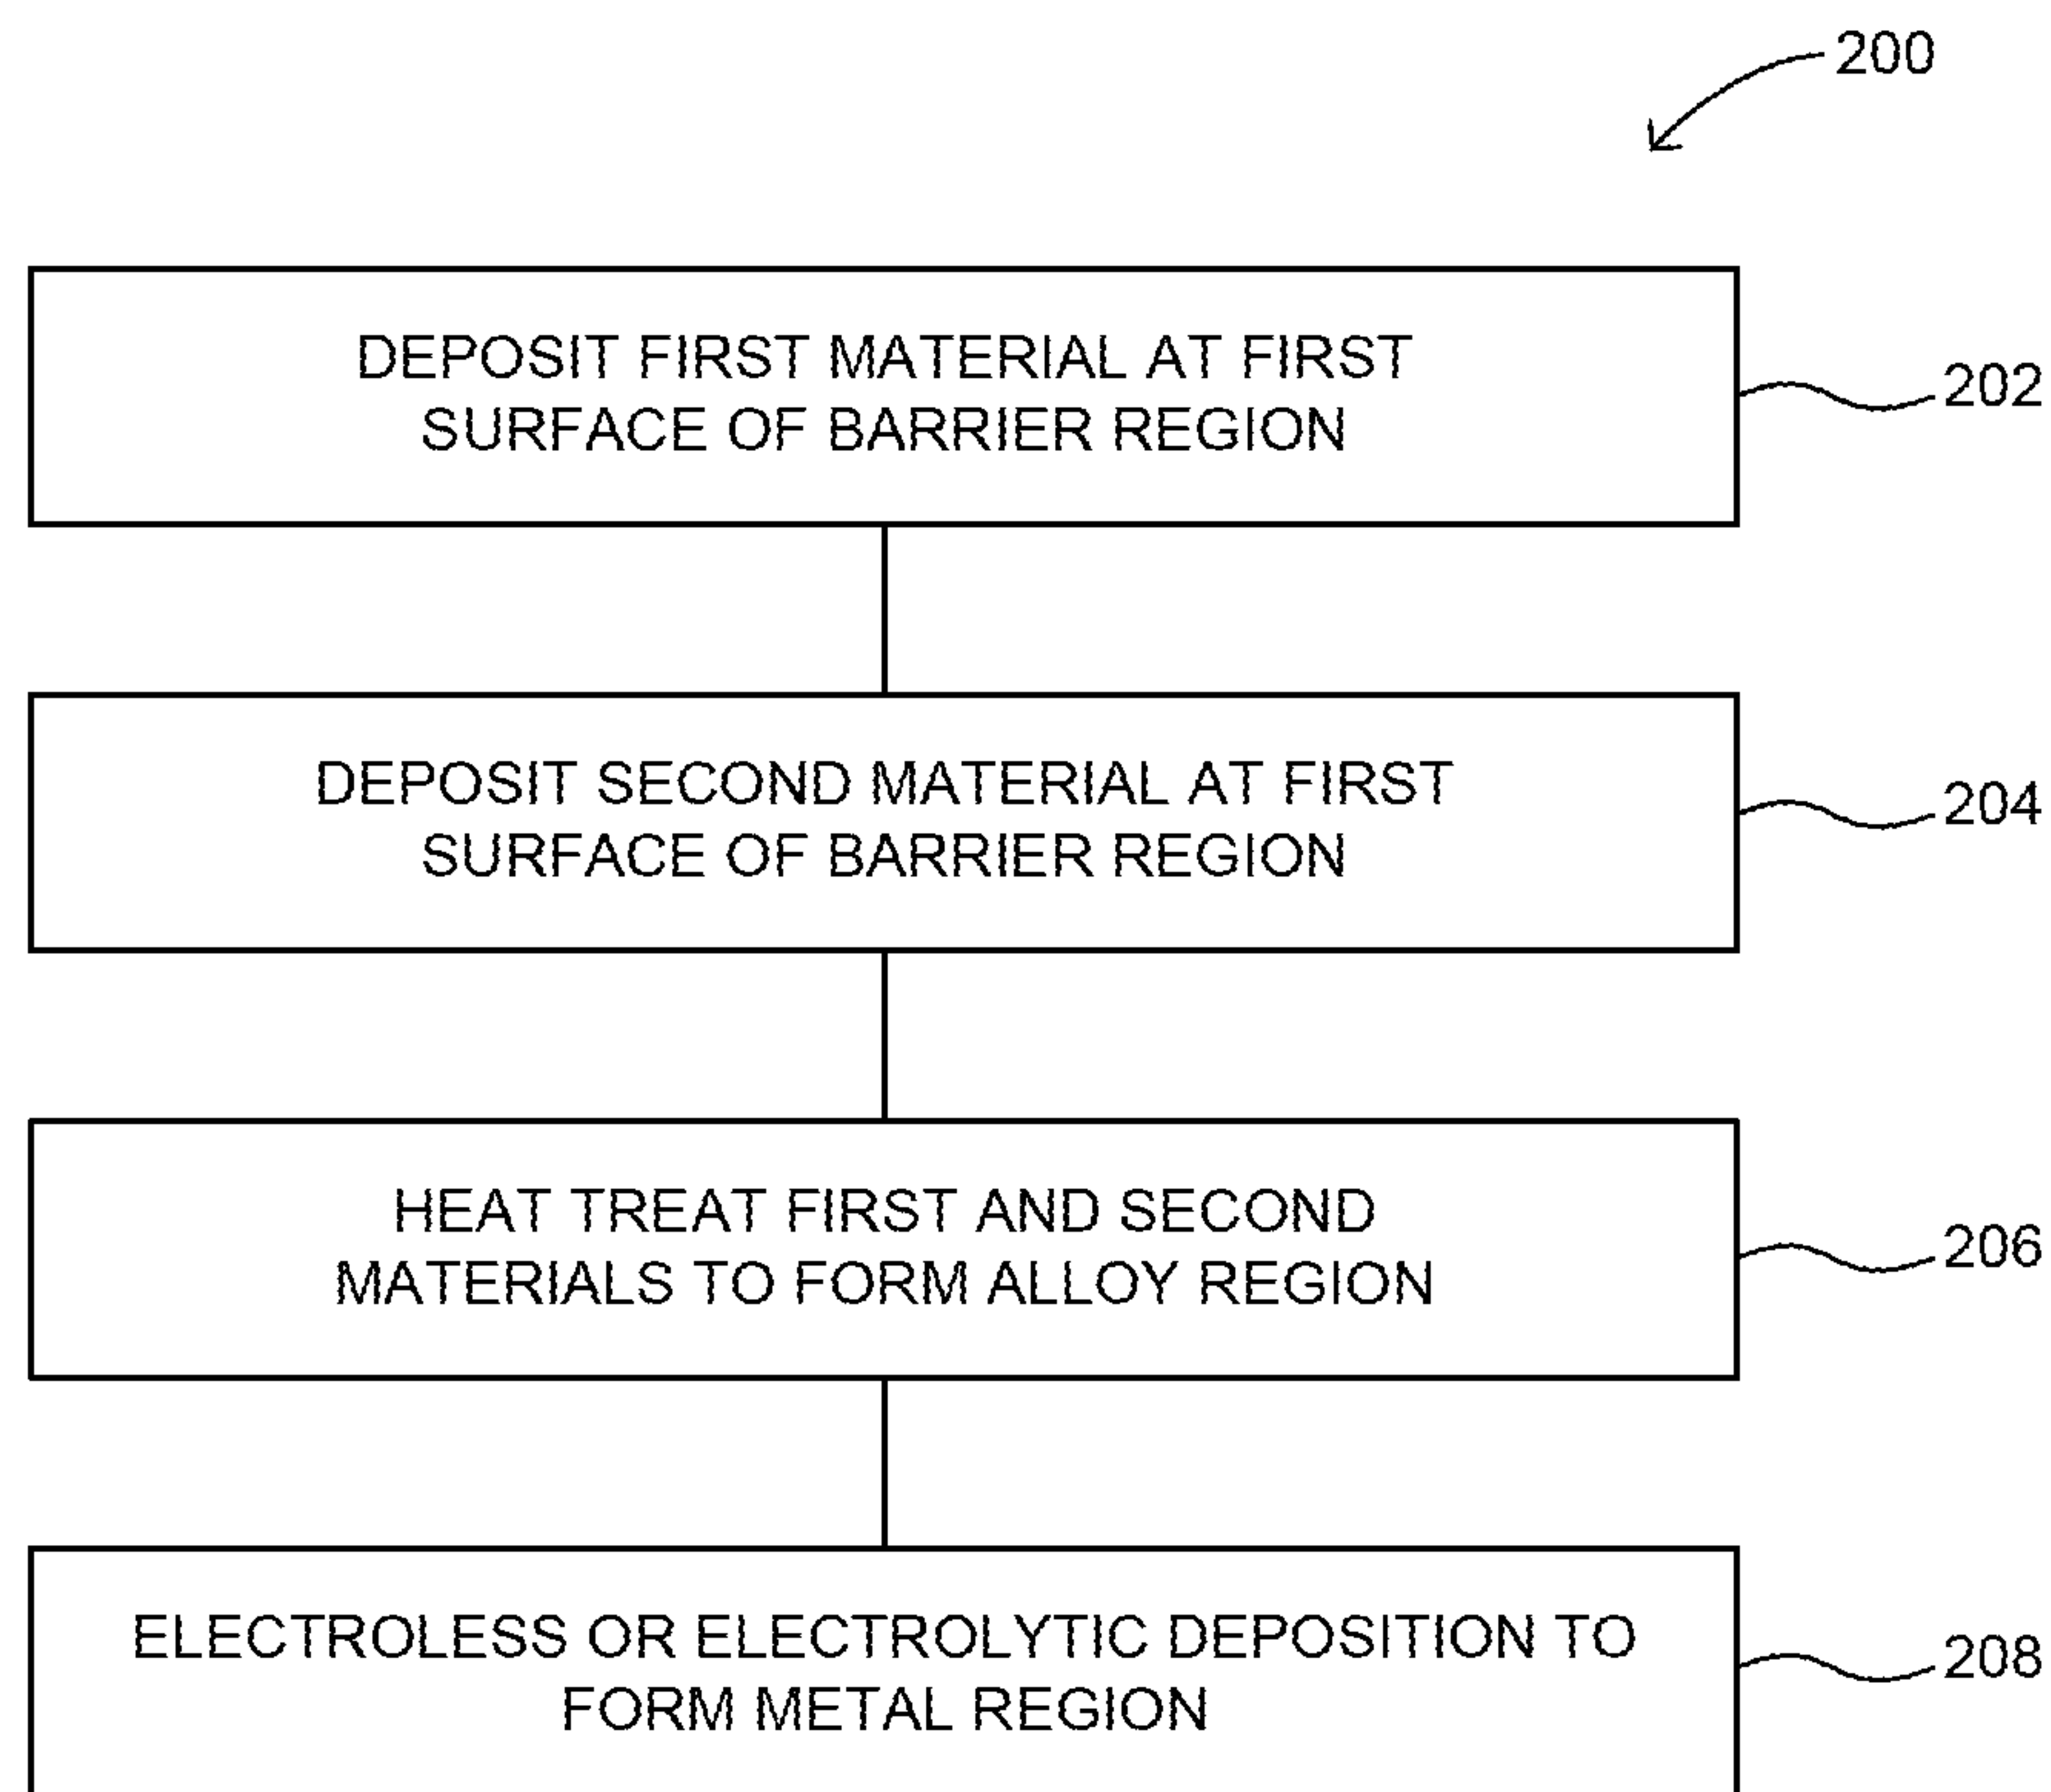 200
DEPOSIT FIRST MATERIAL AT FIRST
SURFACE OF BARRIER REGION
202
DEPOSIT SECOND MATERIAL AT FIRST
SURFACE OF BARRIER REGION
204
HEAT TREAT FIRST AND SECOND
MATERIALS TO FORM ALLOY REGION
206
ELECTROLESS OR ELECTROLYTIC DEPOSITION TO
FORM METAL REGION
208